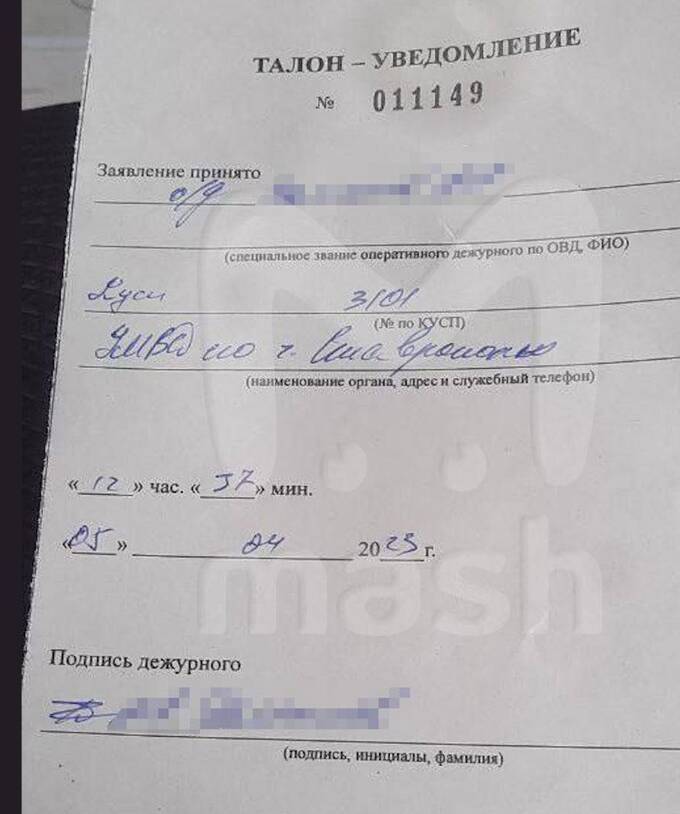 ТАЛОН – УВЕДОМЛЕНИЕ
№ 011149
Заявление принято
о/д
(специальное звание оперативного дежурного по ОВД, ФИО)
Кусп 3101
(№ по КУСП)
УМВД по г. Ставрополю
(наименование органа, адрес и служебный телефон)
«12» час. «37» мин.
«05» 04 2023 г.
mash
Подпись дежурного
(подпись, инициалы, фамилия)